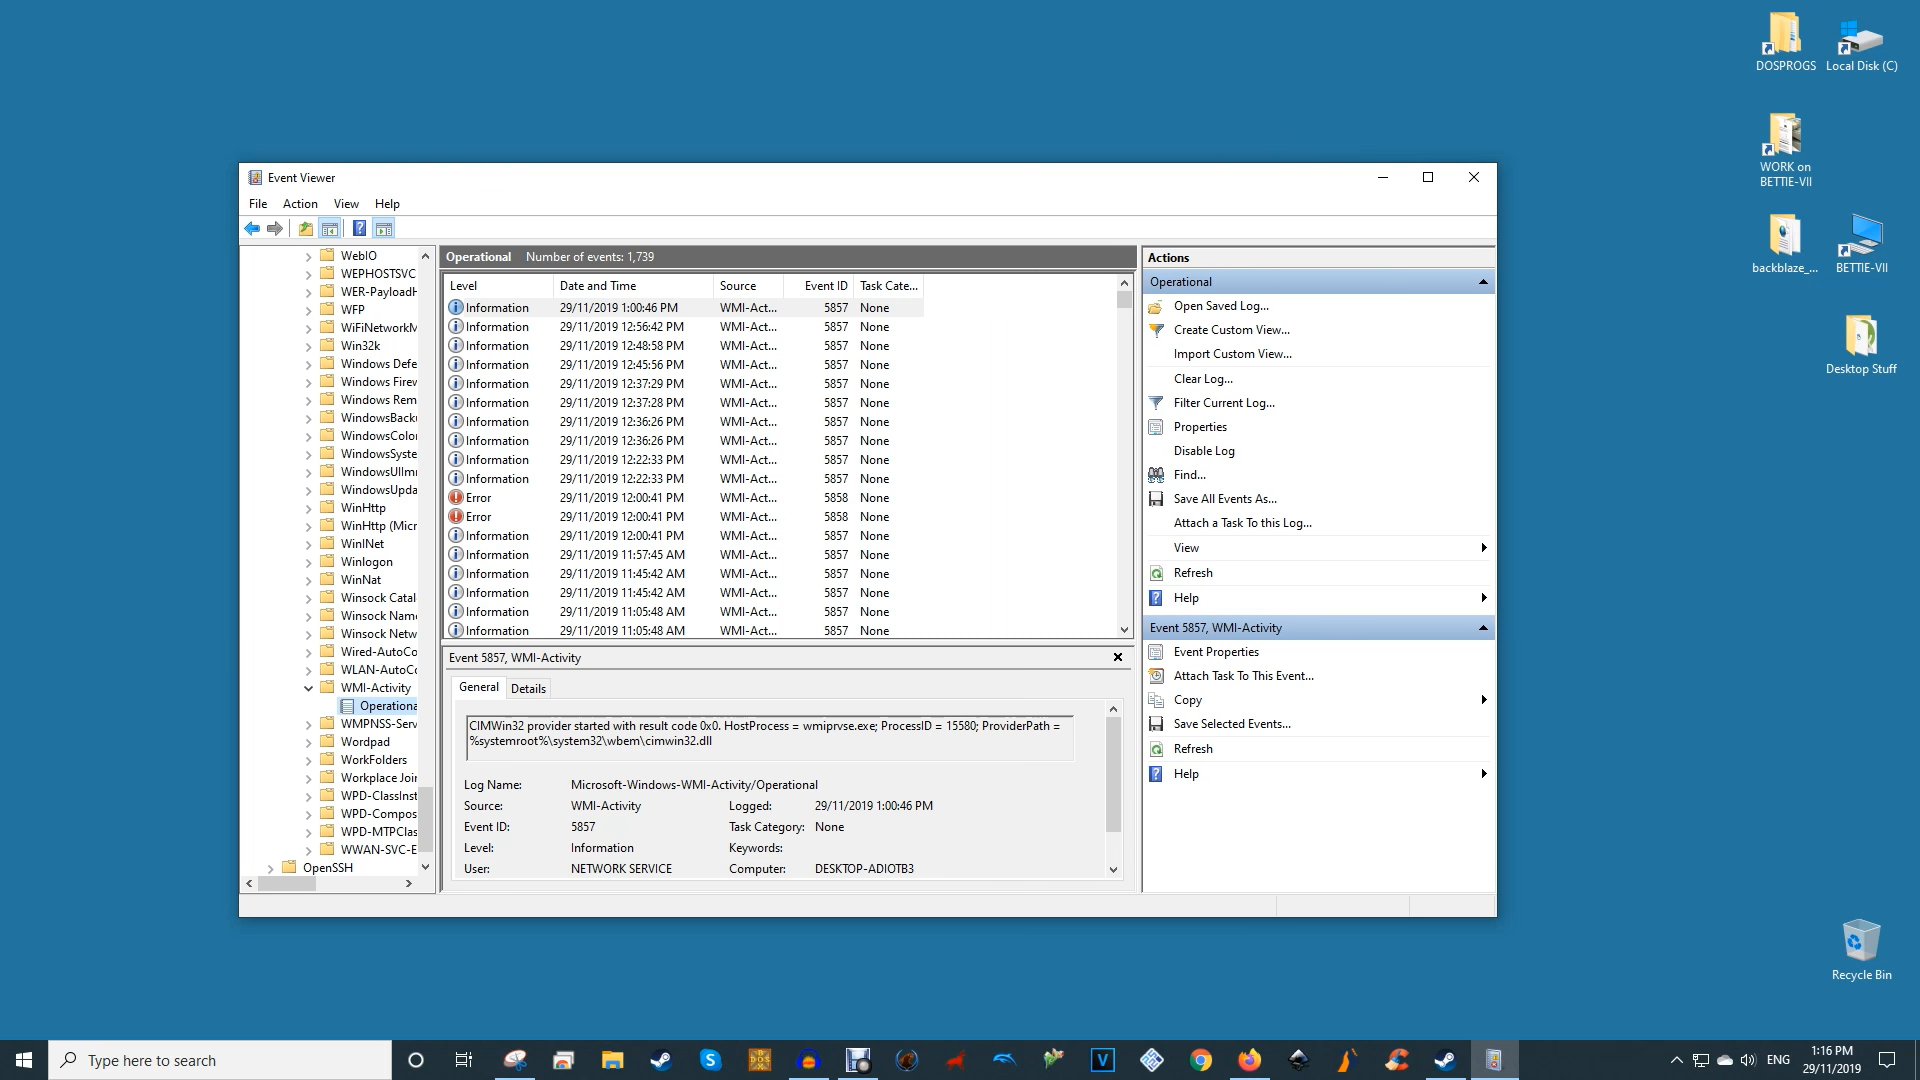 DOSPROGS
Local Disk (C)
WORK on
BETTIE-VII
backblaze_...
BETTIE-VII
Desktop Stuff
Recycle Bin
Event Viewer
File Action View Help
WebIO
WEPHOSTSVC
WER-PayloadH
WFP
WiFiNetworkM
Win32k
Windows Defe
Windows Firew
Windows Rem
WindowsBacku
WindowsColor
WindowsSyste
WindowsUIImm
WindowsUpda
WinHttp
WinHttp (Micr
WinINet
Winlogon
WinNat
Winsock Catal
Winsock Name
Winsock Netw
Wired-AutoCo
WLAN-AutoCo
WMI-Activity
Operationa
WMPNSS-Serv
Wordpad
WorkFolders
Workplace Join
WPD-ClassInst
WPD-Compos
WPD-MTPClas
WWAN-SVC-E
OpenSSH
Operational Number of events: 1,739
Level Date and Time Source Event ID Task Cate...
Information 29/11/2019 1:00:46 PM WMI-Act... 5857 None
Information 29/11/2019 12:56:42 PM WMI-Act... 5857 None
Information 29/11/2019 12:48:58 PM WMI-Act... 5857 None
Information 29/11/2019 12:45:56 PM WMI-Act... 5857 None
Information 29/11/2019 12:37:29 PM WMI-Act... 5857 None
Information 29/11/2019 12:37:28 PM WMI-Act... 5857 None
Information 29/11/2019 12:36:26 PM WMI-Act... 5857 None
Information 29/11/2019 12:36:26 PM WMI-Act... 5857 None
Information 29/11/2019 12:22:33 PM WMI-Act... 5857 None
Information 29/11/2019 12:22:33 PM WMI-Act... 5857 None
Error 29/11/2019 12:00:41 PM WMI-Act... 5858 None
Error 29/11/2019 12:00:41 PM WMI-Act... 5858 None
Information 29/11/2019 12:00:41 PM WMI-Act... 5857 None
Information 29/11/2019 11:57:45 AM WMI-Act... 5857 None
Information 29/11/2019 11:45:42 AM WMI-Act... 5857 None
Information 29/11/2019 11:45:42 AM WMI-Act... 5857 None
Information 29/11/2019 11:05:48 AM WMI-Act... 5857 None
Information 29/11/2019 11:05:48 AM WMI-Act... 5857 None
Event 5857, WMI-Activity
General Details
CIMWin32 provider started with result code 0x0. HostProcess = wmiprvse.exe; ProcessID = 15580; ProviderPath =
%systemroot%\system32\wbem\cimwin32.dll
Log Name: Microsoft-Windows-WMI-Activity/Operational
Source: WMI-Activity Logged: 29/11/2019 1:00:46 PM
Event ID: 5857 Task Category: None
Level: Information Keywords:
User: NETWORK SERVICE Computer: DESKTOP-ADIOTB3
Actions
Operational
Open Saved Log...
Create Custom View...
Import Custom View...
Clear Log...
Filter Current Log...
Properties
Disable Log
Find...
Save All Events As...
Attach a Task To this Log...
View
Refresh
Help
Event 5857, WMI-Activity
Event Properties
Attach Task To This Event...
Copy
Save Selected Events...
Refresh
Help
Type here to search
ENG
1:16 PM
29/11/2019